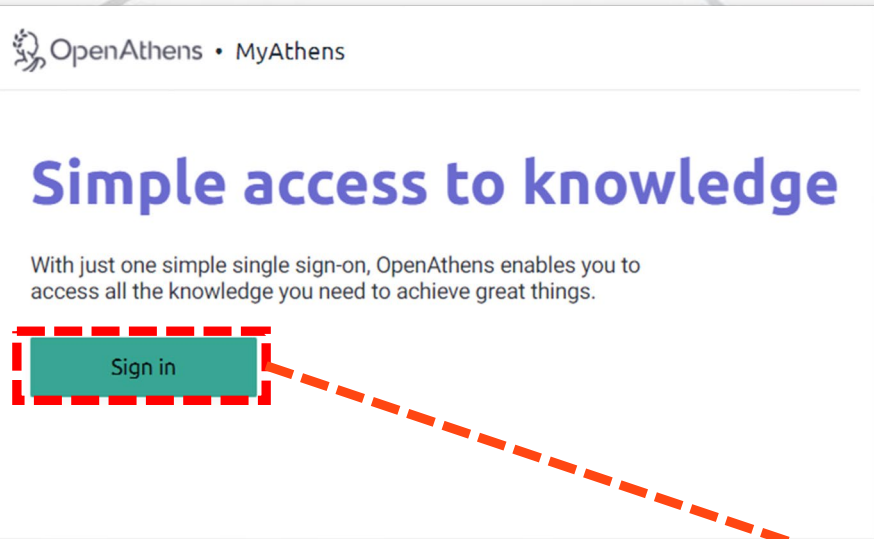 OpenAthens • MyAthens
Simple access to knowledge
With just one simple single sign-on, OpenAthens enables you to
access all the knowledge you need to achieve great things.
Sign in